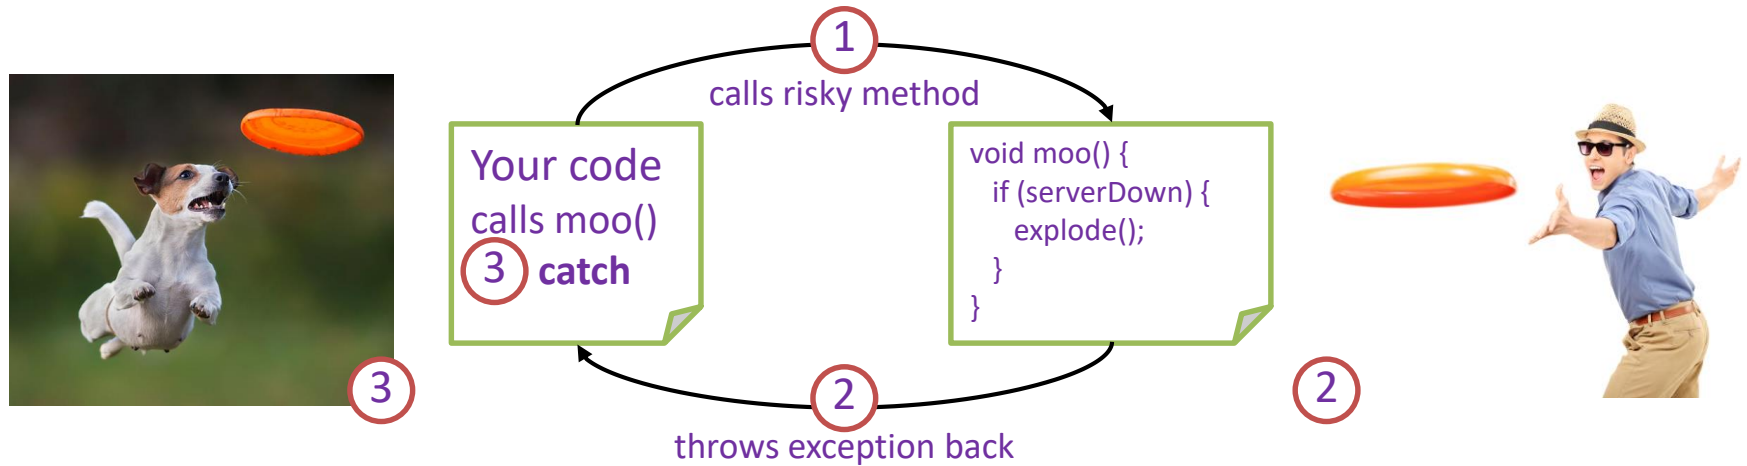 1
calls risky method
Your code
calls moo()
3 catch
void moo() {
if (serverDown) {
explode();
}
}
3
2
2
throws exception back